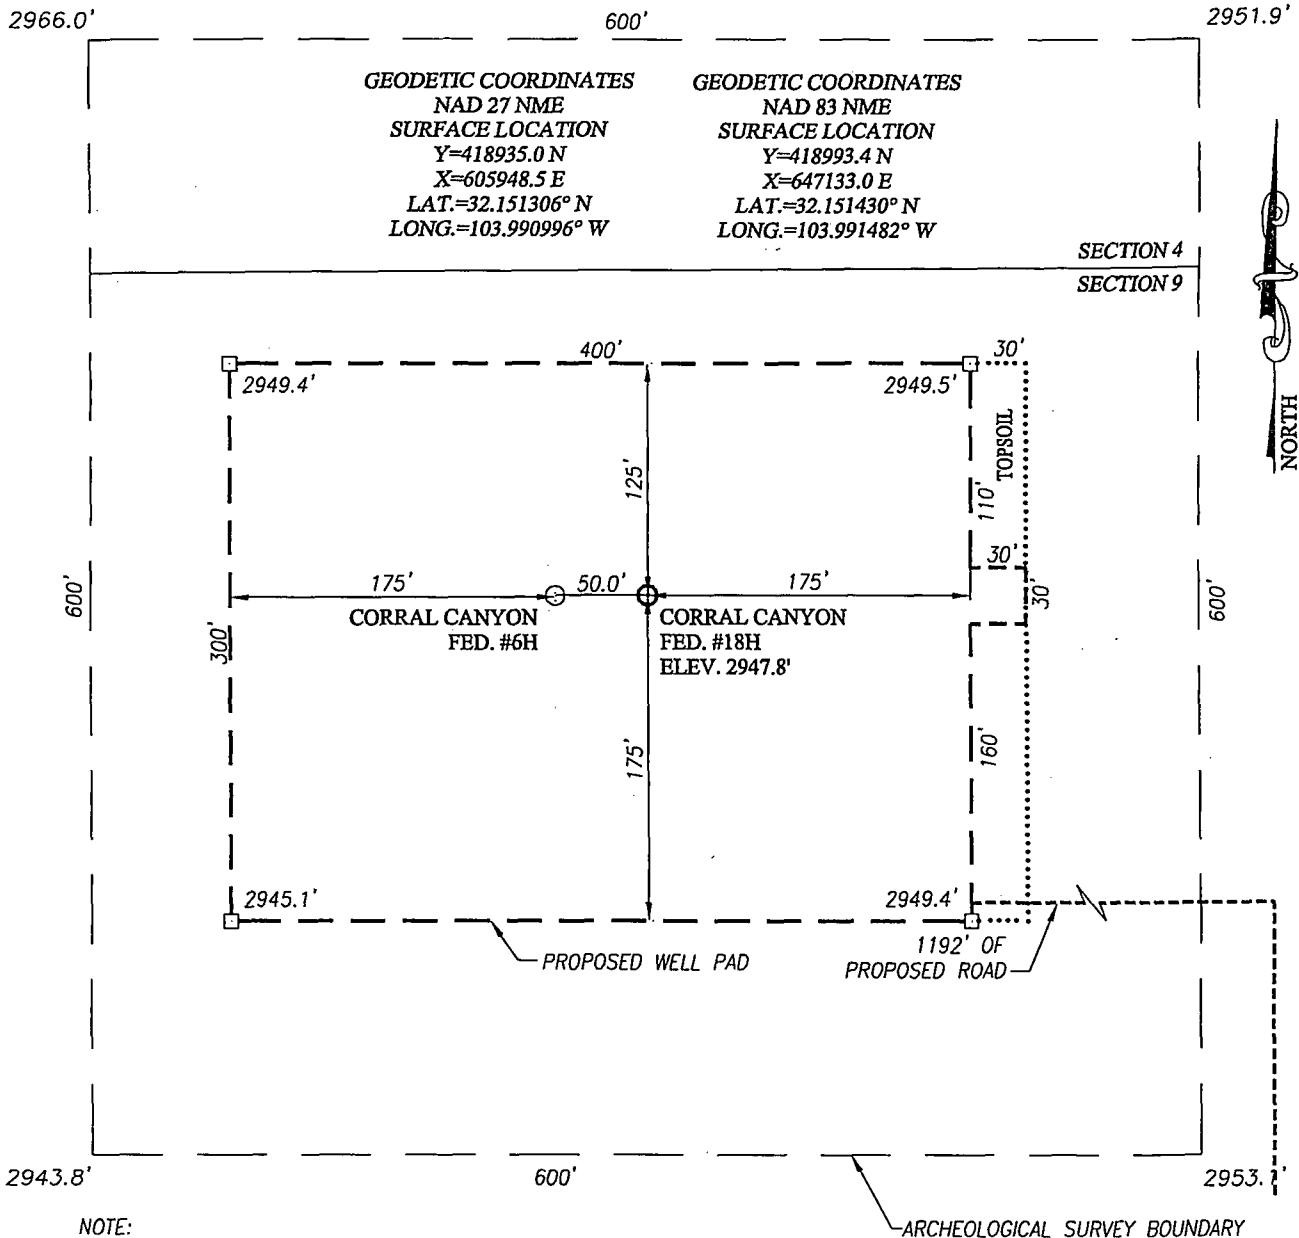 2966.0'
600'
2951.9'
GEODETIC COORDINATES
NAD 27 NME
SURFACE LOCATION
Y=418935.0 N
X=605948.5 E
LAT.=32.151306° N
LONG.=103.990996° W
GEODETIC COORDINATES
NAD 83 NME
SURFACE LOCATION
Y=418993.4 N
X=647133.0 E
LAT.=32.151430° N
LONG.=103.991482° W
SECTION 4
SECTION 9
NORTH
400'
30'
2949.4'
2949.5'
TOPSOIL
125'
110'
30'
30'
175'
50.0'
175'
600'
300'
600'
CORRAL CANYON
FED. #6H
CORRAL CANYON
FED. #18H
ELEV. 2947.8'
175'
160'
2945.1'
2949.4'
PROPOSED WELL PAD
1192' OF
PROPOSED ROAD
2943.8'
600'
2953.1'
NOTE:
ARCHEOLOGICAL SURVEY BOUNDARY